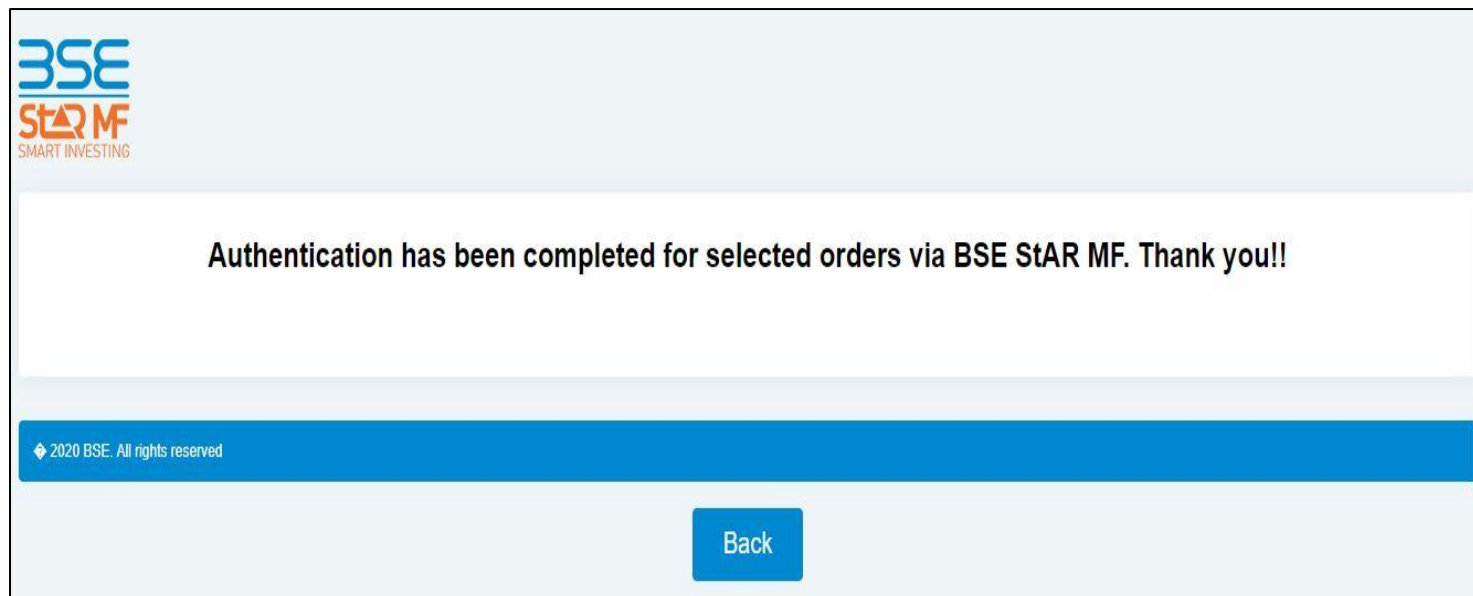 BSE
StAR MF
SMART INVESTING
Authentication has been completed for selected orders via BSE StAR MF. Thank you!!
� 2020 BSE. All rights reserved
Back